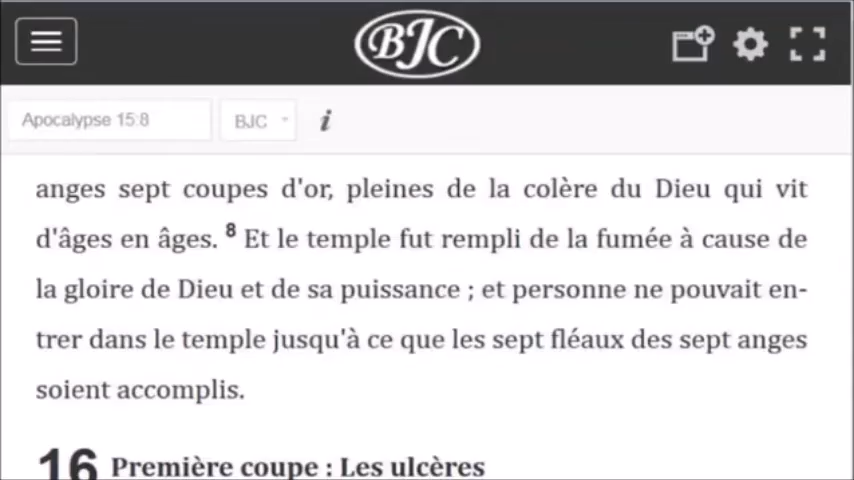 BJC
Apocalypse 15:8
BJC
i
anges sept coupes d'or, pleines de la colère du Dieu qui vit
d'âges en âges. 8 Et le temple fut rempli de la fumée à cause de
la gloire de Dieu et de sa puissance ; et personne ne pouvait en-
trer dans le temple jusqu'à ce que les sept fléaux des sept anges
soient accomplis.
16 Première coupe : Les ulcères